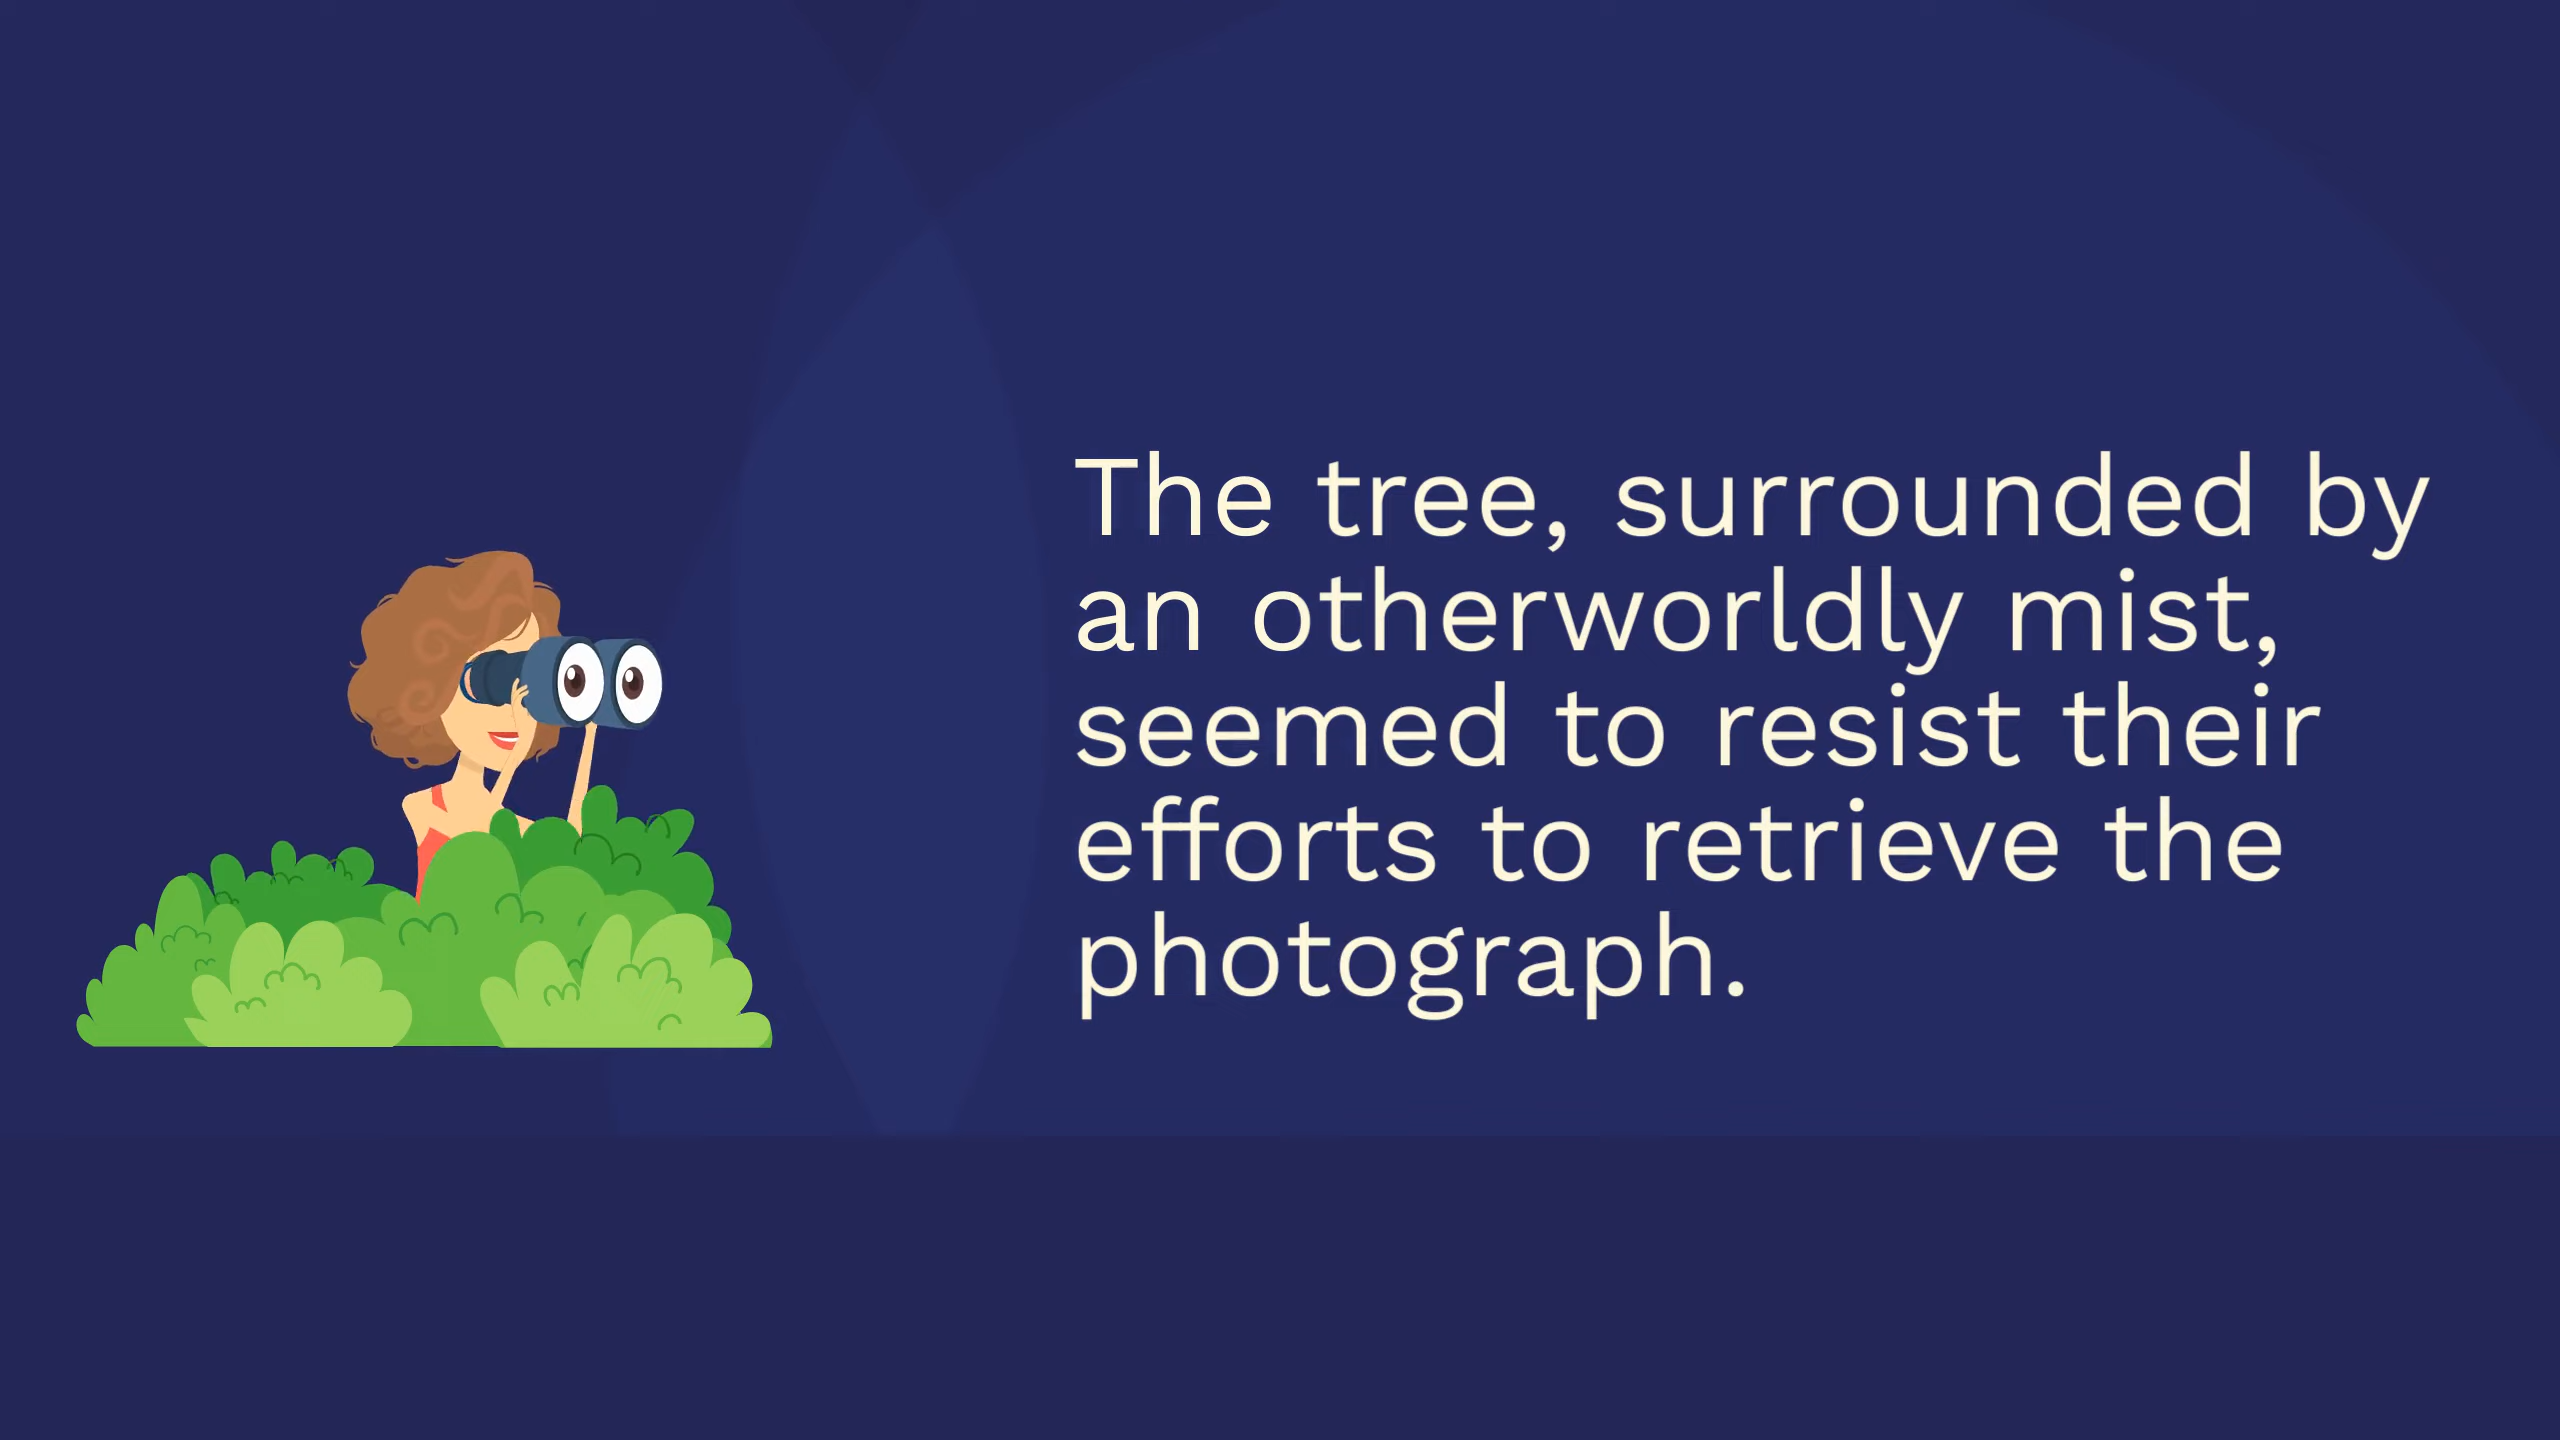 The tree, surrounded by
an otherworldly mist,
seemed to resist their
efforts to retrieve the
photograph.